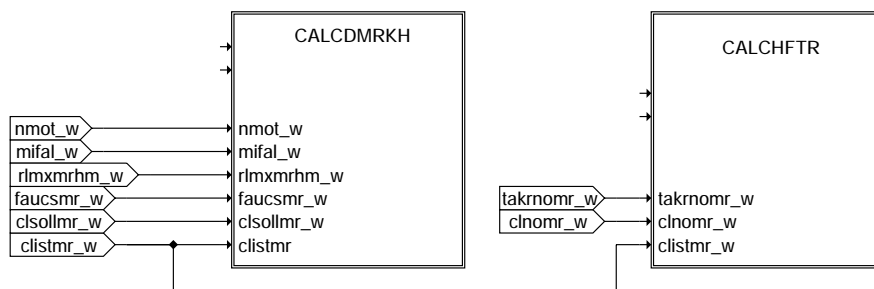 CALCDMRKH
CALCHFTR
nmot_w nmot_w
mifal_w mifal_w
rlmxmrhm_w rlmxmrhm_w
faucsmr_w faucsmr_w
takrnomr_w takrnomr_w
clsollmr_w clsollmr_w
clnomr_w clnomr_w
clistmr_w clistmr
clistmr_w